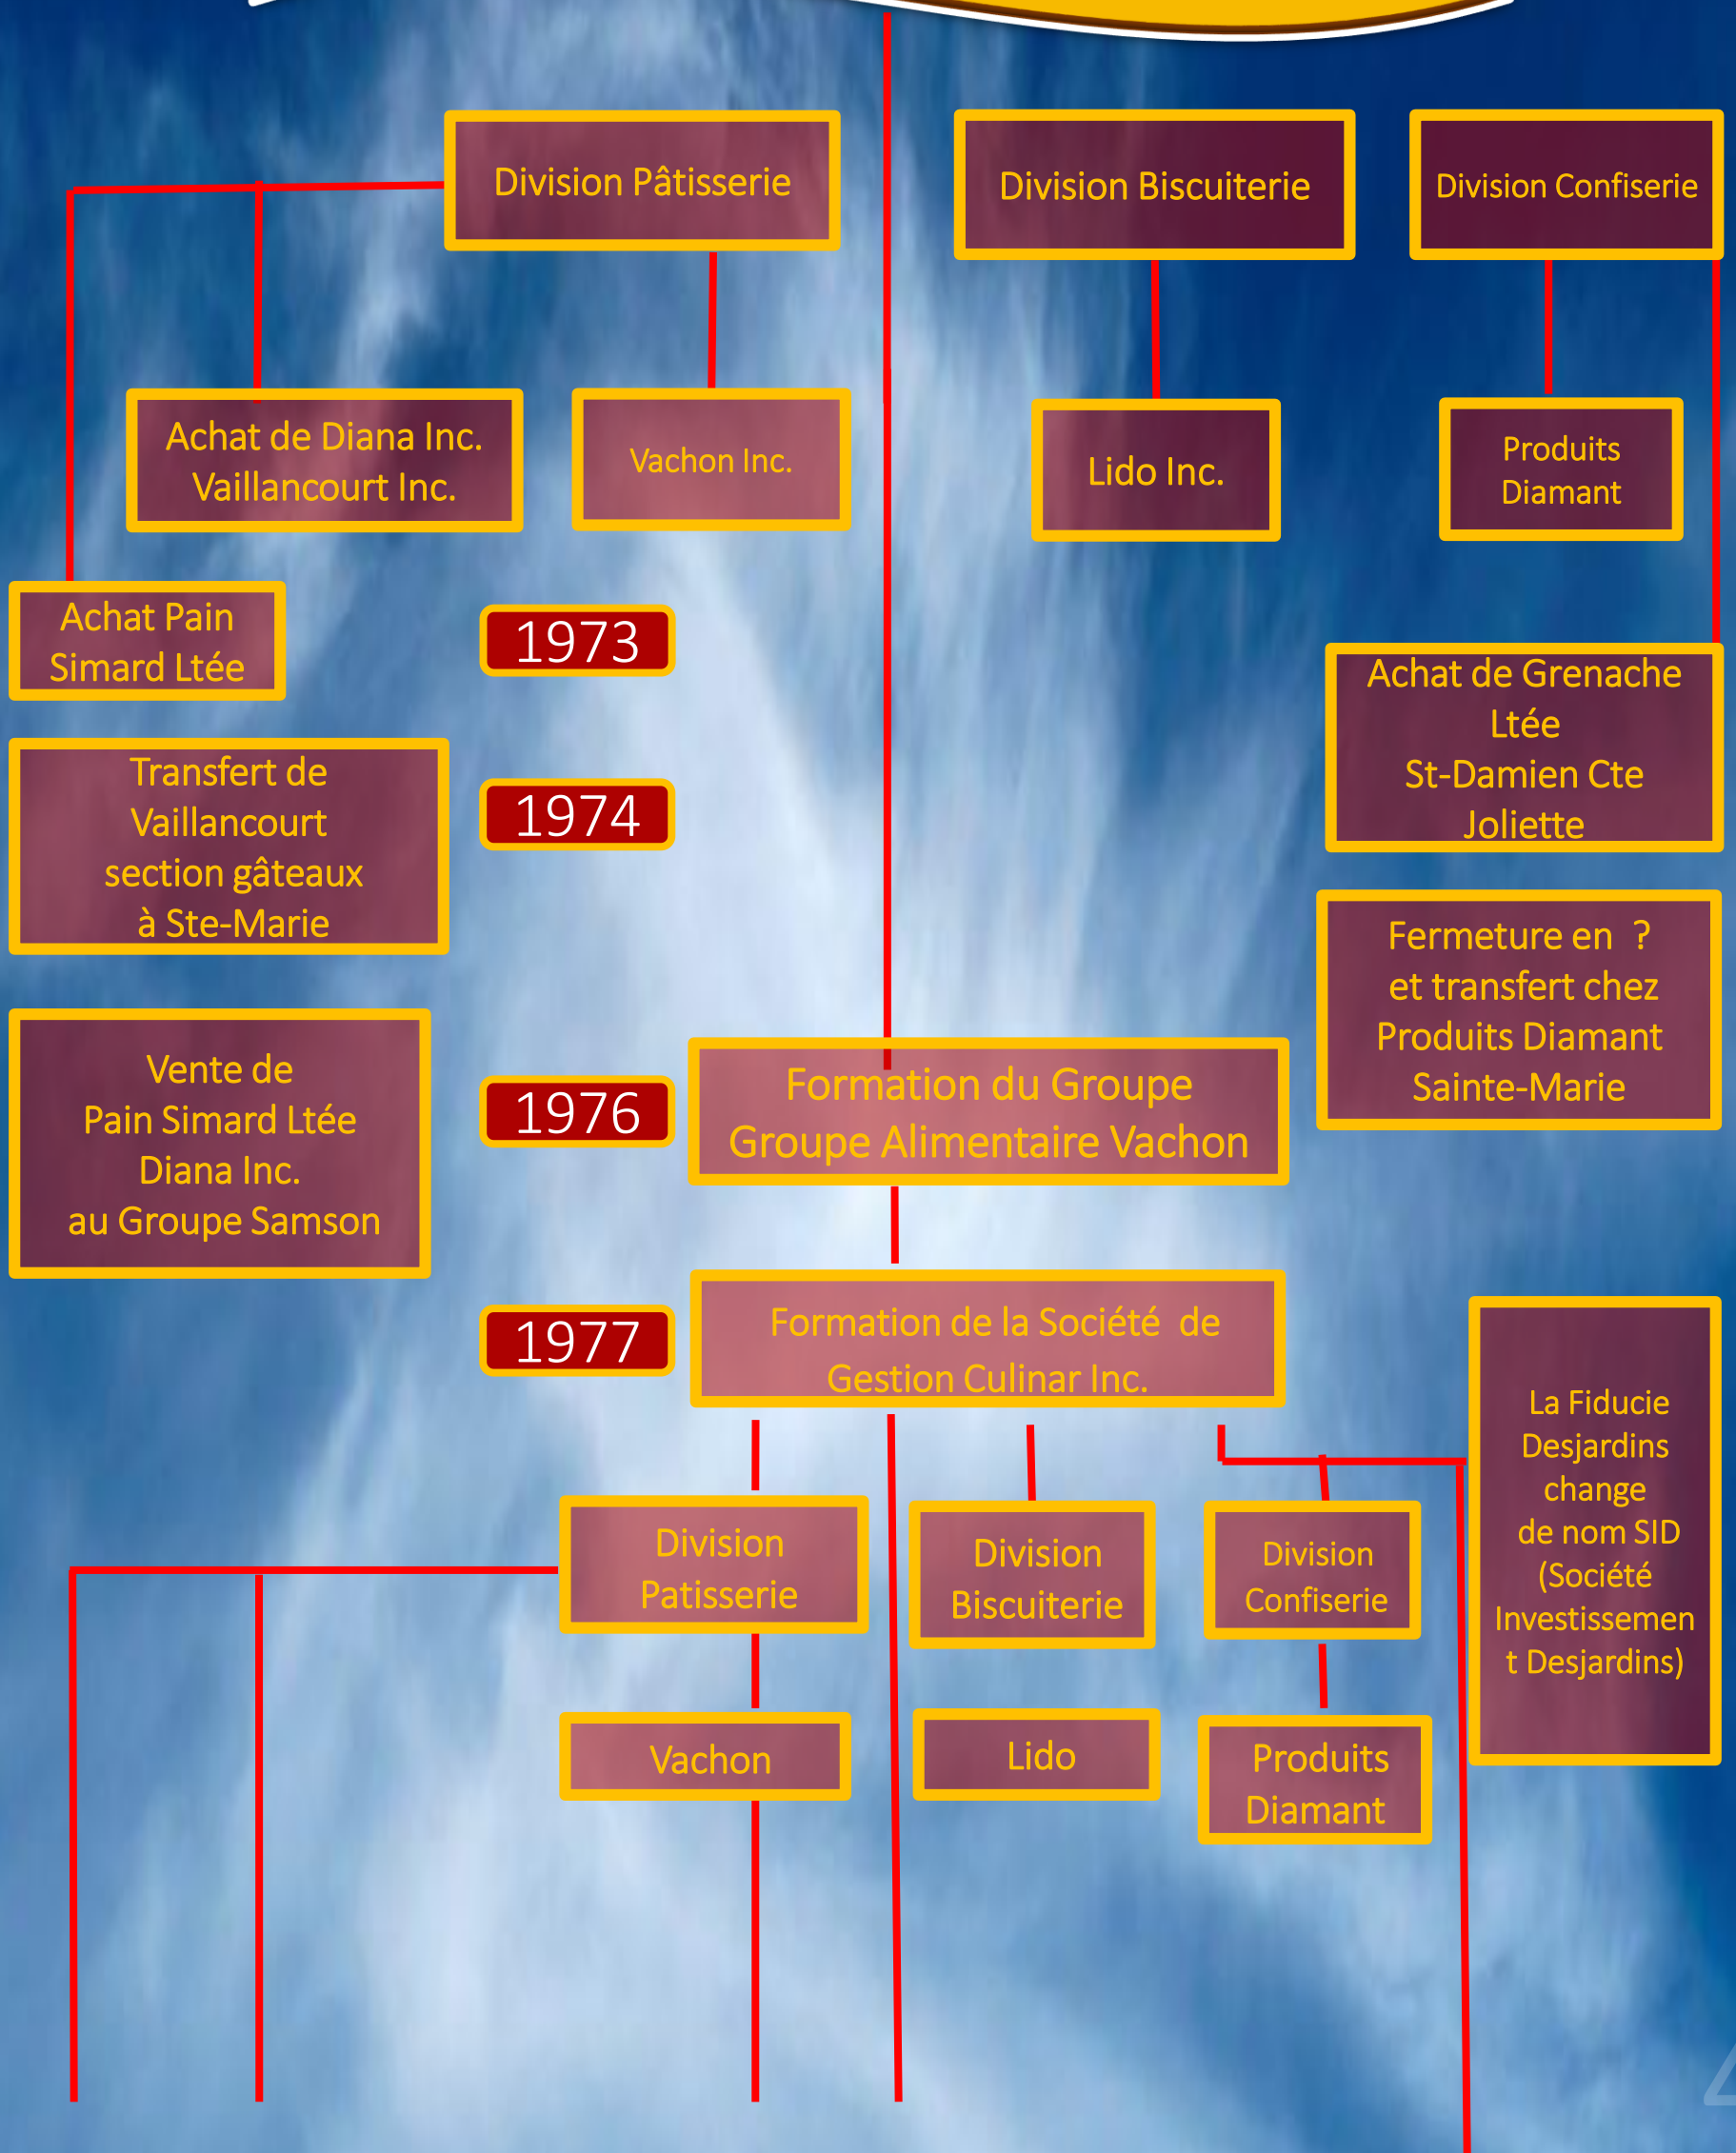 Division Pâtisserie
Division Biscuiterie
Division Confiserie
Achat de Diana Inc.
Vaillancourt Inc.
Vachon Inc.
Lido Inc.
Produits
Diamant
Achat Pain
Simard Ltée
1973
Achat de Grenache
Ltée
St-Damien Cte
Joliette
Transfert de
Vaillancourt
section gâteaux
à Ste-Marie
1974
Fermeture en ?
et transfert chez
Produits Diamant
Sainte-Marie
Vente de
Pain Simard Ltée
Diana Inc.
au Groupe Samson
1976
Formation du Groupe
Groupe Alimentaire Vachon
1977
Formation de la Société de
Gestion Culinar Inc.
La Fiducie
Desjardins
change
de nom SID
(Société
Investissemen
t Desjardins)
Division
Patisserie
Division
Biscuiterie
Division
Confiserie
Vachon
Lido
Produits
Diamant
4